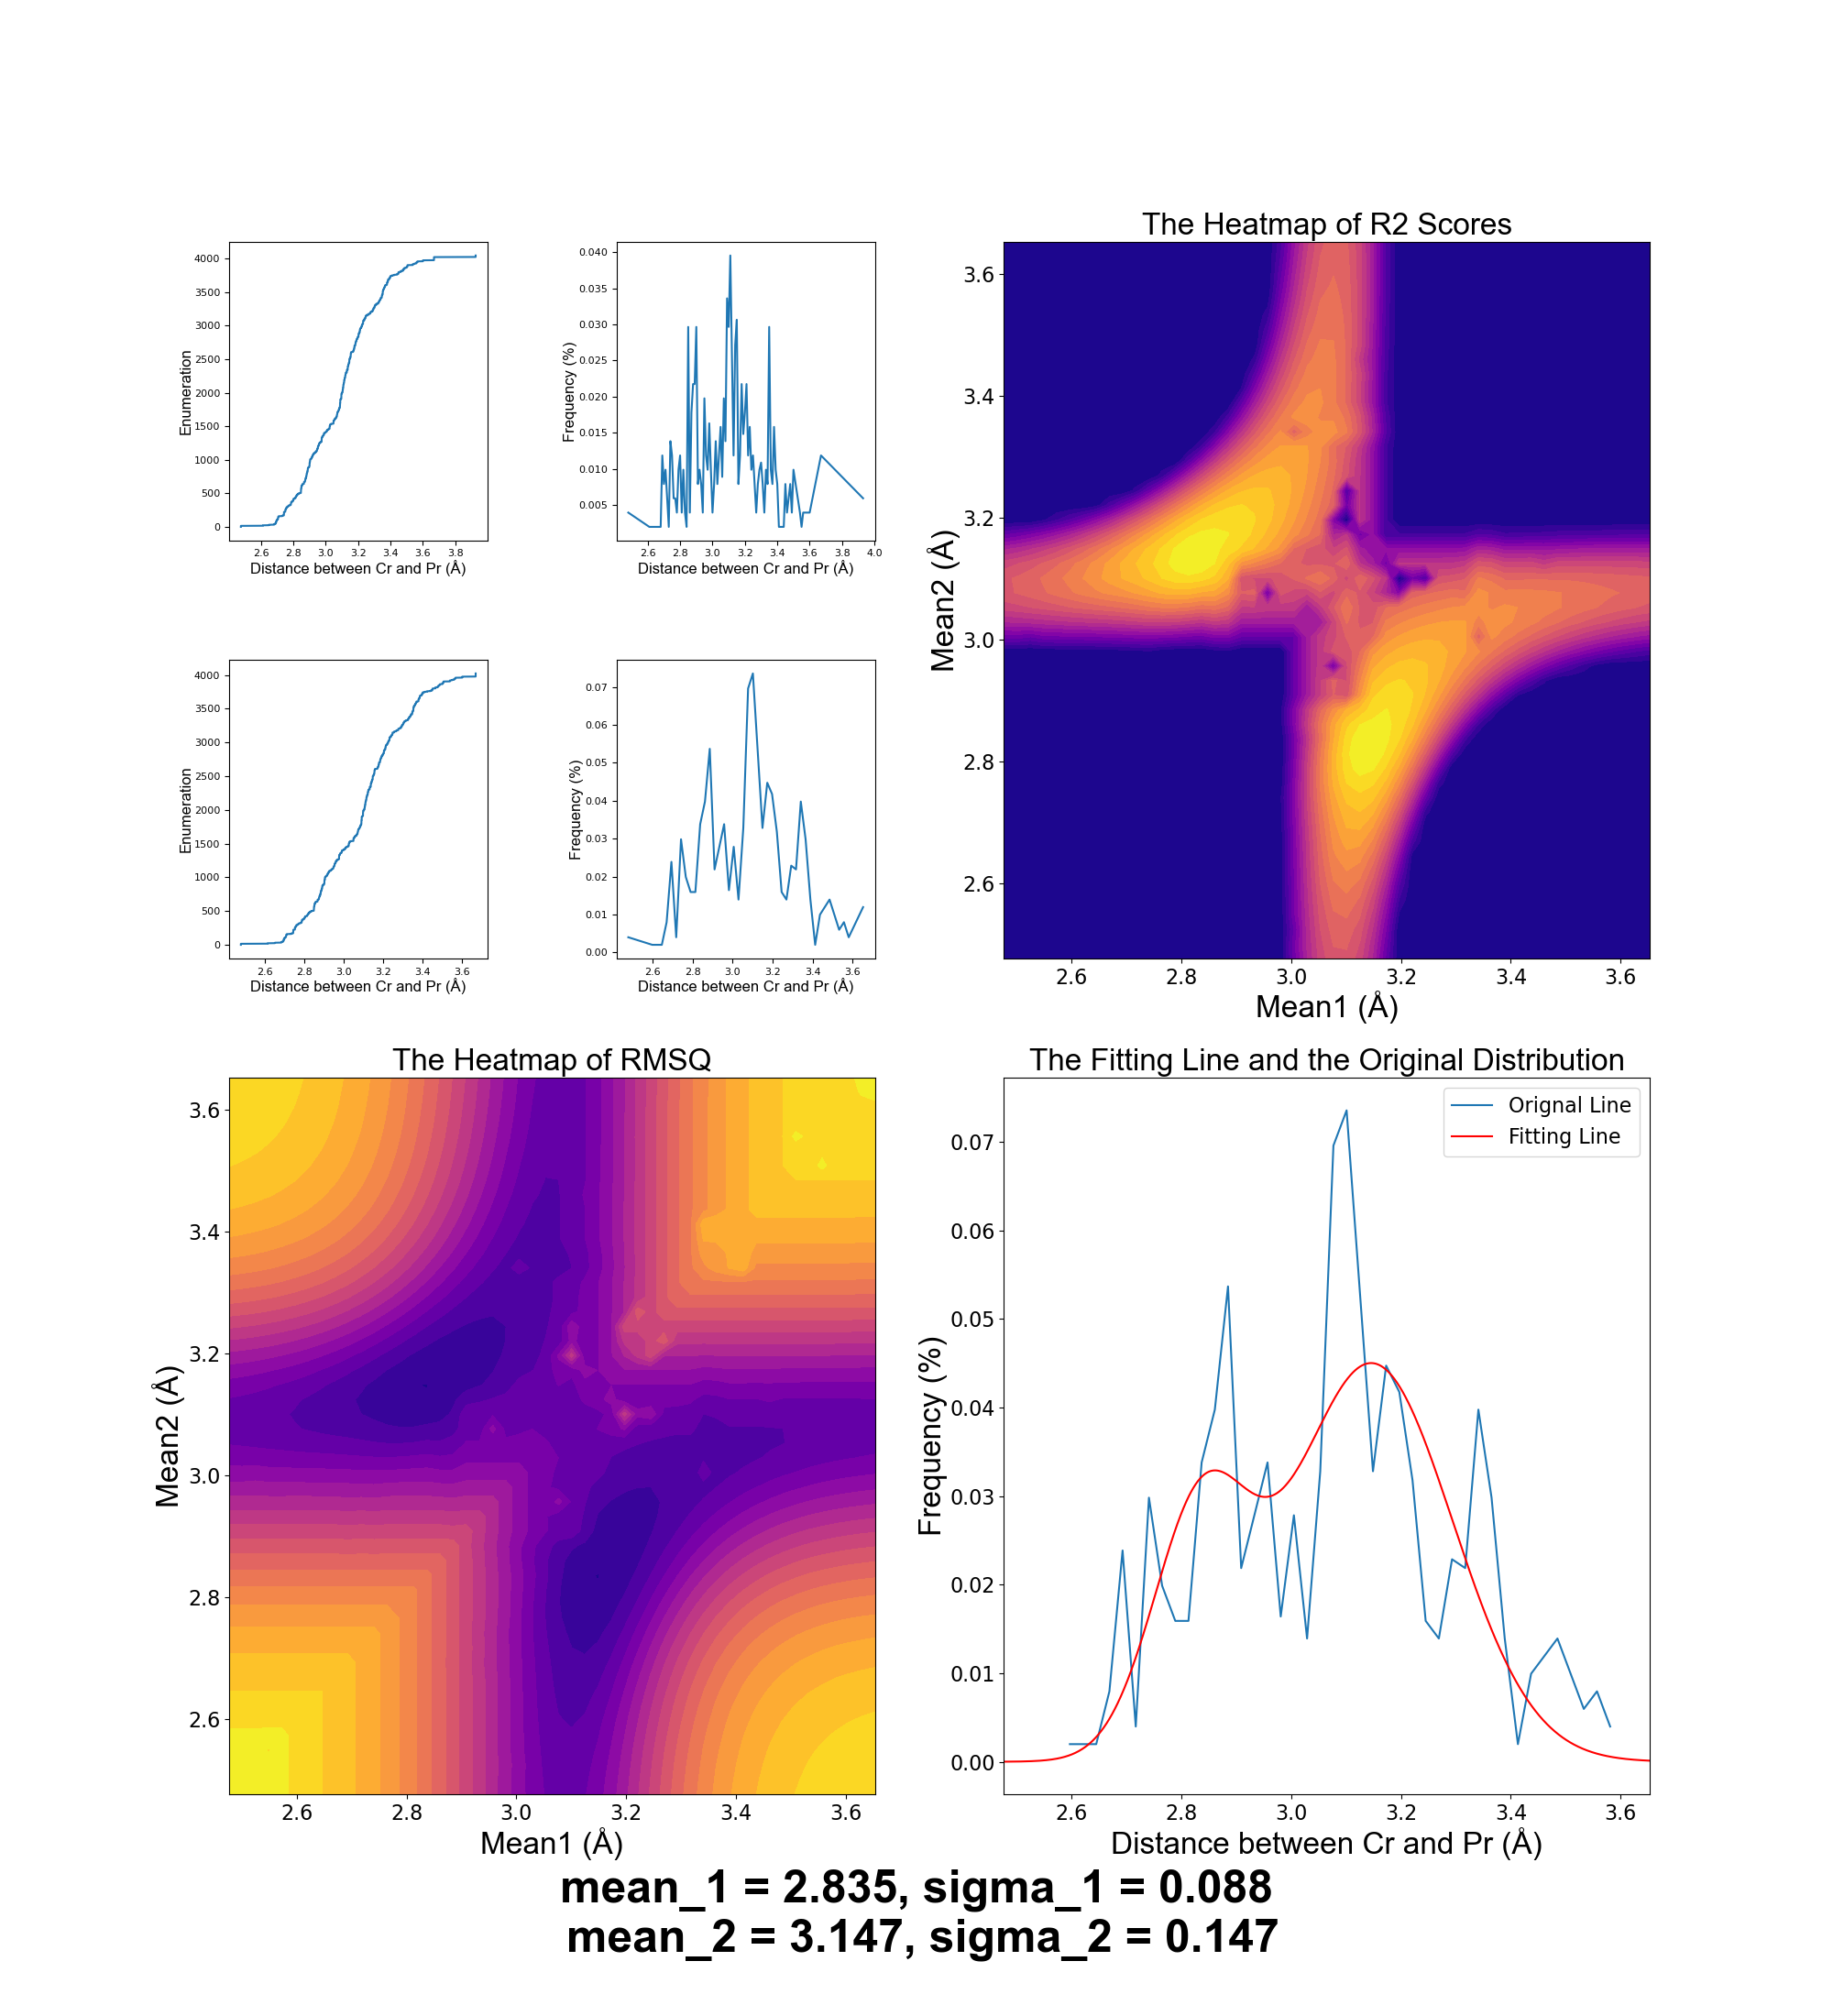 4000
3500
3000
2500
2000
1500
1000
500
0
Enumeration
2.6 2.8 3.0 3.2 3.4 3.6 3.8
Distance between Cr and Pr (Å)
0.040
0.035
0.030
0.025
0.020
0.015
0.010
0.005
Frequency (%)
2.6 2.8 3.0 3.2 3.4 3.6 3.8 4.0
Distance between Cr and Pr (Å)
The Heatmap of R2 Scores
3.6
3.4
3.2
3.0
2.8
2.6
Mean2 (Å)
2.6 2.8 3.0 3.2 3.4 3.6
Mean1 (Å)
4000
3500
3000
2500
2000
1500
1000
500
0
Enumeration
2.6 2.8 3.0 3.2 3.4 3.6
Distance between Cr and Pr (Å)
0.07
0.06
0.05
0.04
0.03
0.02
0.01
0.00
Frequency (%)
2.6 2.8 3.0 3.2 3.4 3.6
Distance between Cr and Pr (Å)
The Heatmap of RMSQ
3.6
3.4
3.2
3.0
2.8
2.6
Mean2 (Å)
2.6 2.8 3.0 3.2 3.4 3.6
Mean1 (Å)
The Fitting Line and the Original Distribution
Orignal Line
Fitting Line
0.07
0.06
0.05
0.04
0.03
0.02
0.01
0.00
Frequency (%)
2.6 2.8 3.0 3.2 3.4 3.6
Distance between Cr and Pr (Å)
mean_1 = 2.835, sigma_1 = 0.088
mean_2 = 3.147, sigma_2 = 0.147